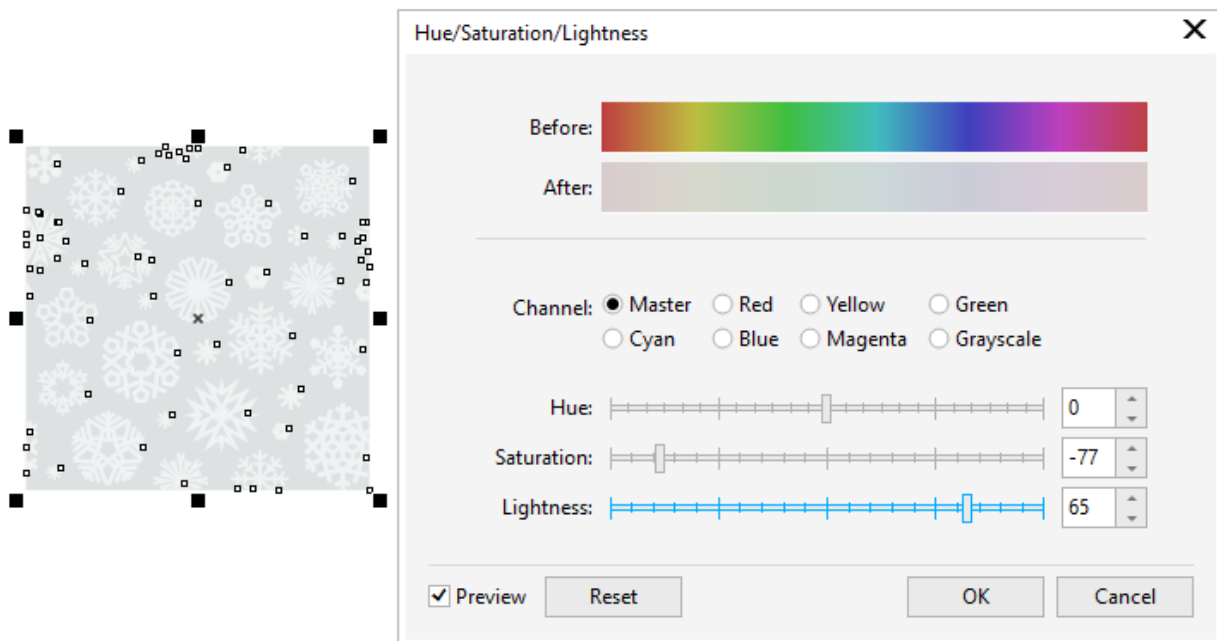 Hue/Saturation/Lightness
Before:
After:
Channel: Master Red Yellow Green
Cyan Blue Magenta Grayscale
Hue: 0
Saturation: -77
Lightness: 65
Preview Reset OK Cancel